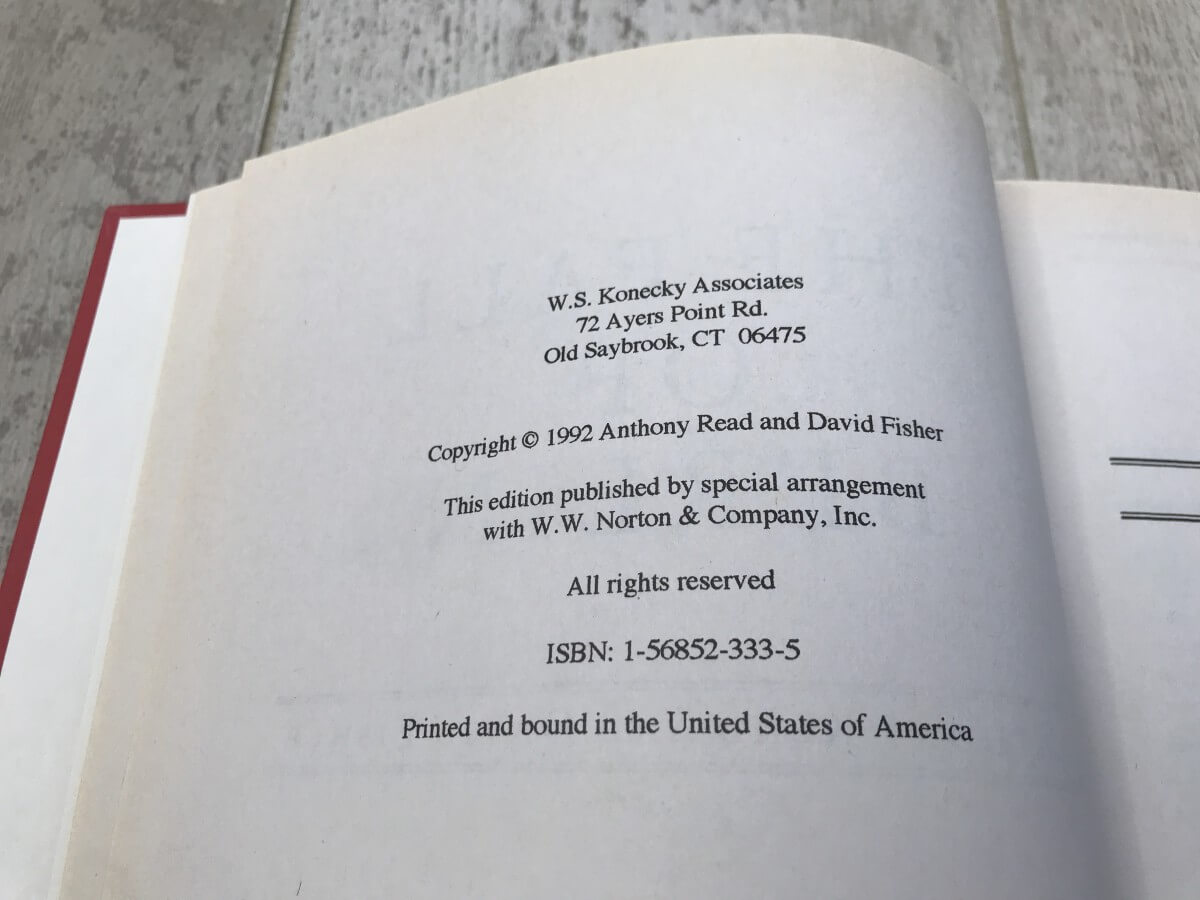 W.S. Konecky Associates
72 Ayers Point Rd.
Old Saybrook, CT 06475
Copyright © 1992 Anthony Read and David Fisher
This edition published by special arrangement
with W.W. Norton & Company, Inc.
All rights reserved
ISBN: 1-56852-333-5
Printed and bound in the United States of America